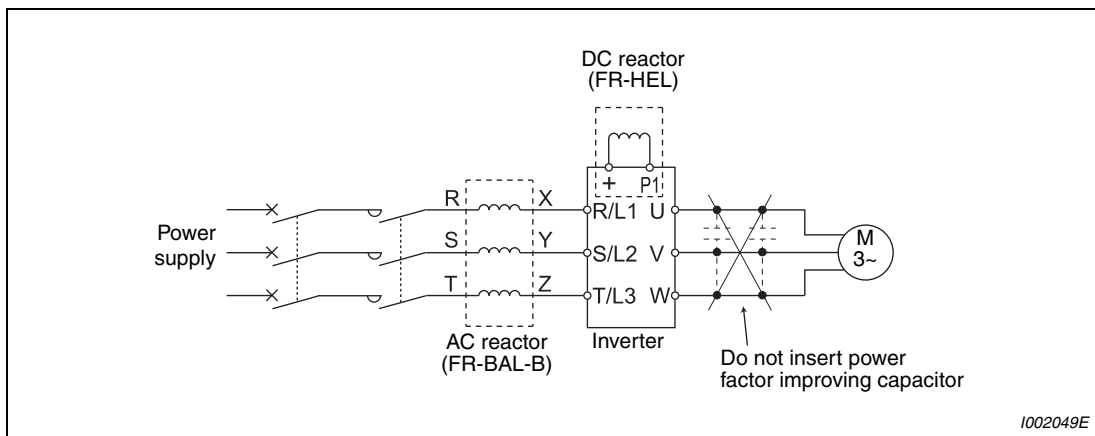 DC reactor
(FR-HEL)
+ P1
R X R/L1 U
Power
supply
S Y S/L2 V
M
3~
T Z T/L3 W
AC reactor
(FR-BAL-B)
Inverter
Do not insert power
factor improving capacitor
I002049E